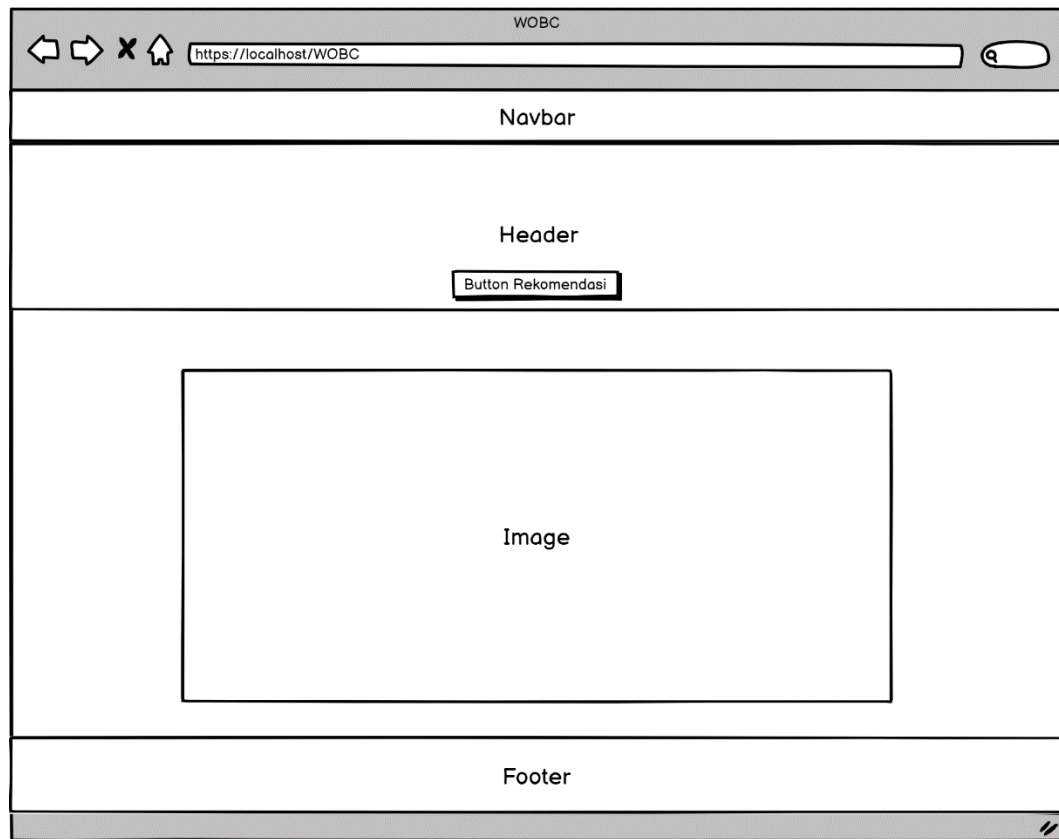 WOBC
https://localhost/WOBC
Navbar
Header
Button Rekomendasi
Image
Footer